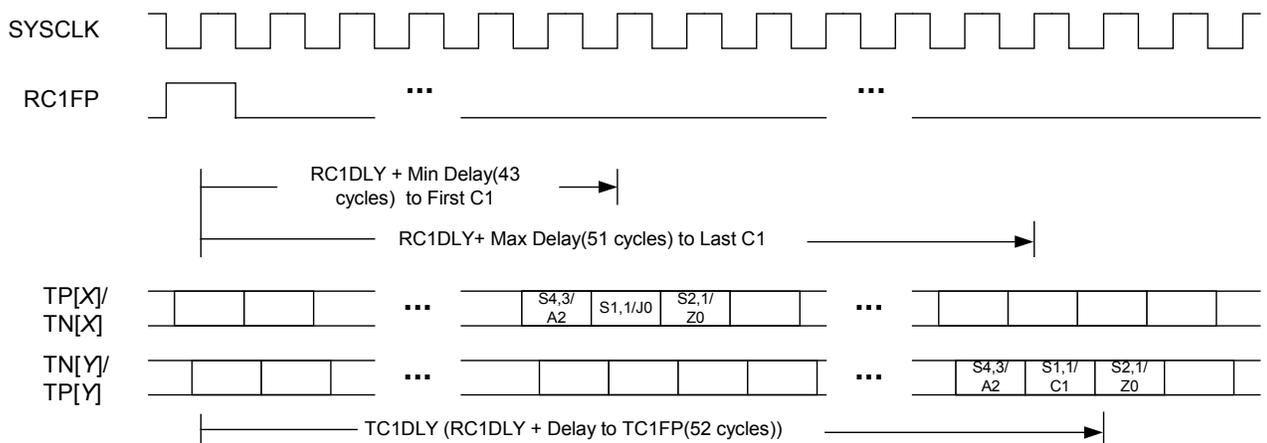 SYSCLK
RC1FP
... ...
RC1DLY + Min Delay(43
cycles) to First C1
RC1DLY+ Max Delay(51 cycles) to Last C1
TP[X]/
TN[X]
... S4,3/
A2 S1,1/J0 S2,1/
Z0 ...
TN[Y]/
TP[Y]
... ... S4,3/
A2 S1,1/
C1 S2,1/
Z0
TC1DLY (RC1DLY + Delay to TC1FP(52 cycles))